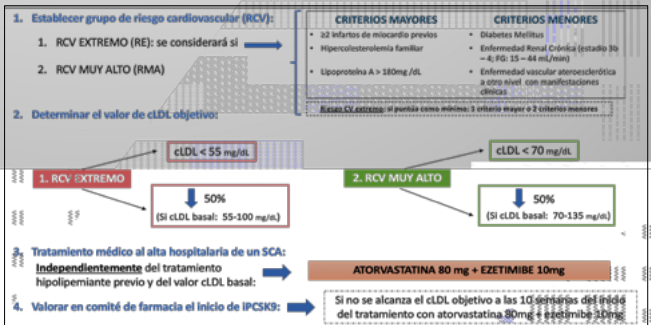 1. Establecer grupo de riesgo cardiovascular (RCV):
1. RCV EXTREMO (RE): se considerará si
2. RCV MUY ALTO (RMA)
CRITERIOS MAYORES
• ≥2 infartos de miocardio previos
• Hipercolesterolemia familiar
• Lipoproteína A > 180mg /dL
CRITERIOS MENORES
• Diabetes Mellitus
• Enfermedad Renal Crónica (estadio 3b
– 4; FG: 15 – 44 mL/min)
• Enfermedad vascular aterosclerótica
a otro nivel con manifestaciones
clínicas
Riesgo CV extremo: si puntúa como mínimo: 1 criterio mayor o 2 criterios menores
2. Determinar el valor de cLDL objetivo:
cLDL < 55 mg/dL
1. RCV EXTREMO
50%
(Si cLDL basal: 55-100 mg/dL)
cLDL < 70 mg/dL
2. RCV MUY ALTO
50%
(Si cLDL basal: 70-135 mg/dL)
3. Tratamiento médico al alta hospitalaria de un SCA:
Independientemente del tratamiento
hipolipemiante previo y del valor cLDL basal:
ATORVASTATINA 80 mg + EZETIMIBE 10mg
4. Valorar en comité de farmacia el inicio de iPCSK9:
Si no se alcanza el cLDL objetivo a las 10 semanas del inicio
del tratamiento con atorvastatina 80mg + ezetimibe 10mg